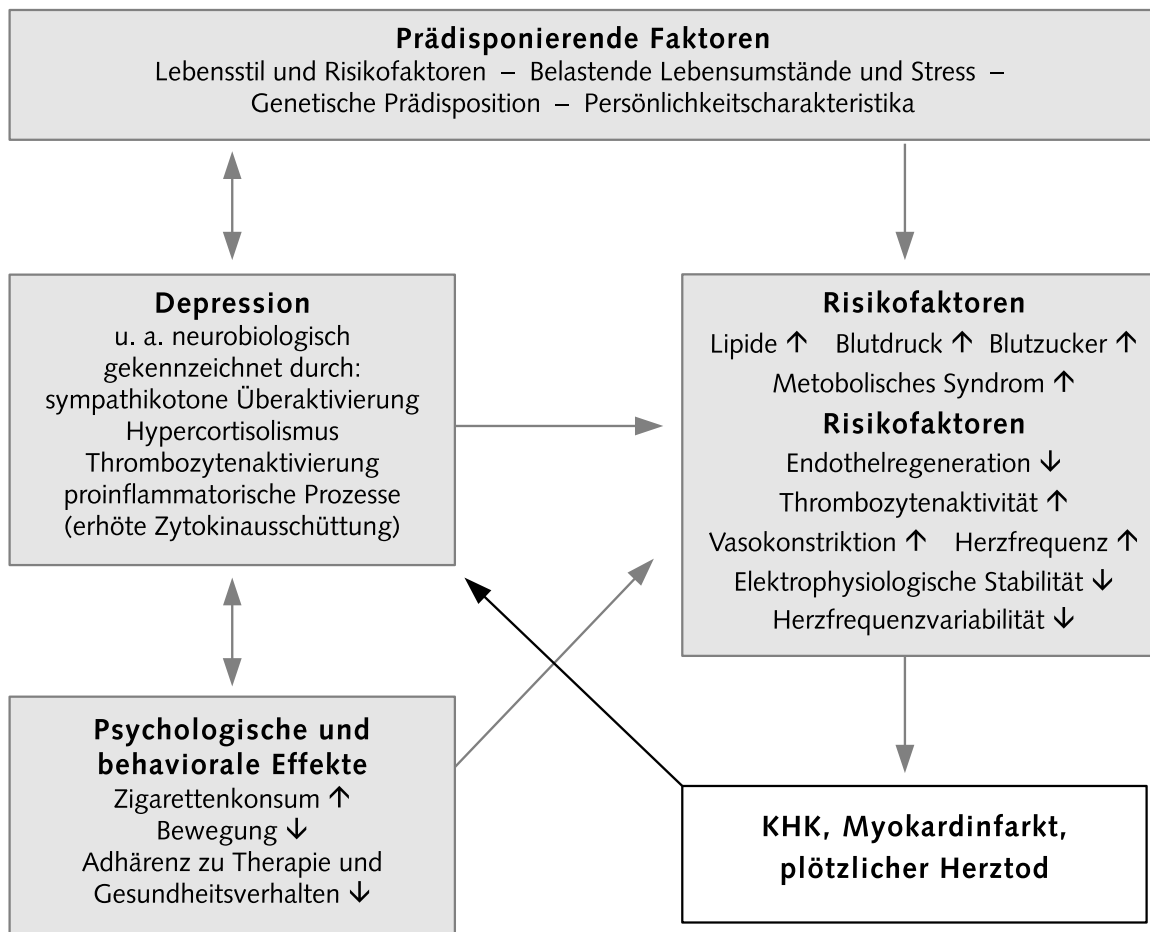 Prädisponierende Faktoren
Lebensstil und Risikofaktoren – Belastende Lebensumstände und Stress –
Genetische Prädisposition – Persönlichkeitscharakteristika
Depression
u. a. neurobiologisch
gekennzeichnet durch:
sympathikotone Überaktivierung
Hypercortisolismus
Thrombozytenaktivierung
proinflammatorische Prozesse
(erhöte Zytokinausschüttung)
Risikofaktoren
Lipide ↑ Blutdruck ↑ Blutzucker ↑
Metabolisches Syndrom ↑
Risikofaktoren
Endothelregeneration ↓
Thrombozytenaktivität ↑
Vasokonstriktion ↑ Herzfrequenz ↑
Elektrophysiologische Stabilität ↓
Herzfrequenzvariabilität ↓
Psychologische und
behaviorale Effekte
Zigarettenkonsum ↑
Bewegung ↓
Adhärenz zu Therapie und
Gesundheitsverhalten ↓
KHK, Myokardinfarkt,
plötzlicher Herztod